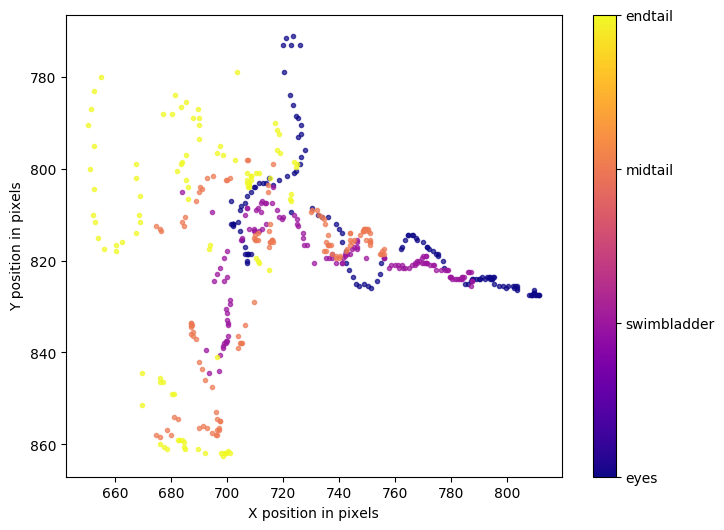 780
800
820
840
860
Y position in pixels
660
680
700
720
740
760
780
800
X position in pixels
endtail
midtail
swimbladder
eyes